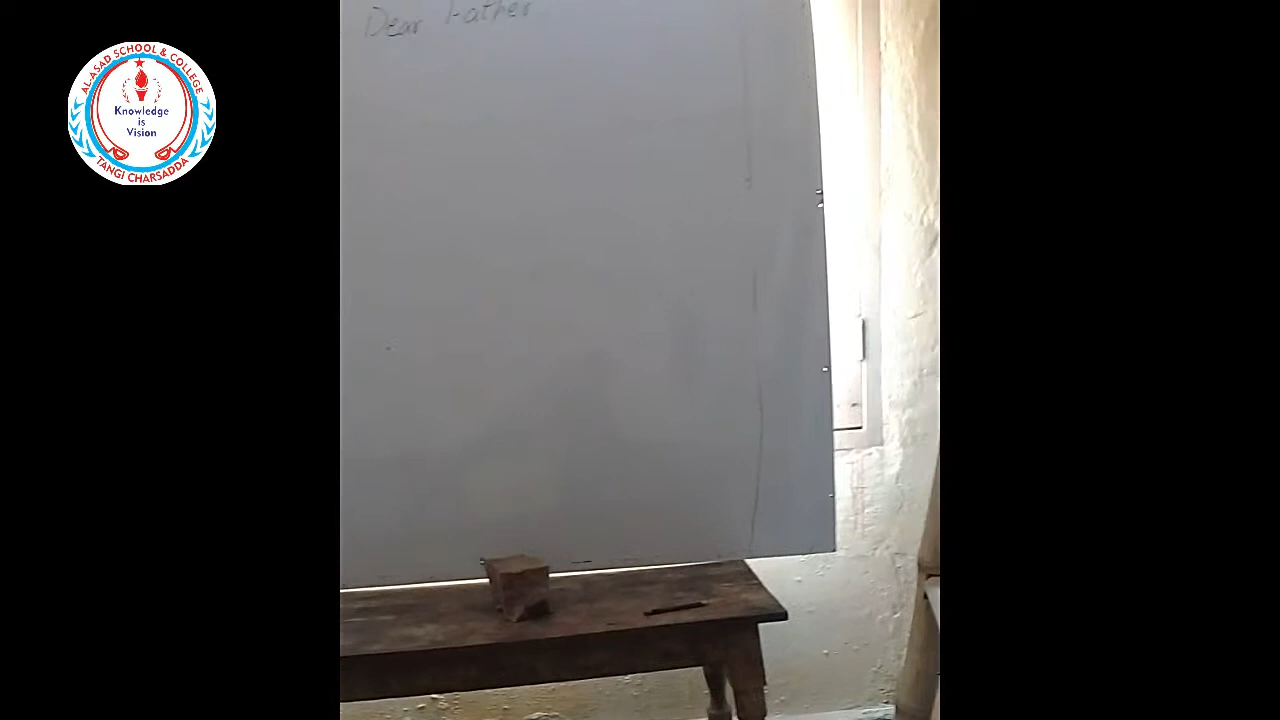 AL-ASAD SCHOOL & COLLEGE
Knowledge
is
Vision
TANGI CHARSADDA
Dear Father